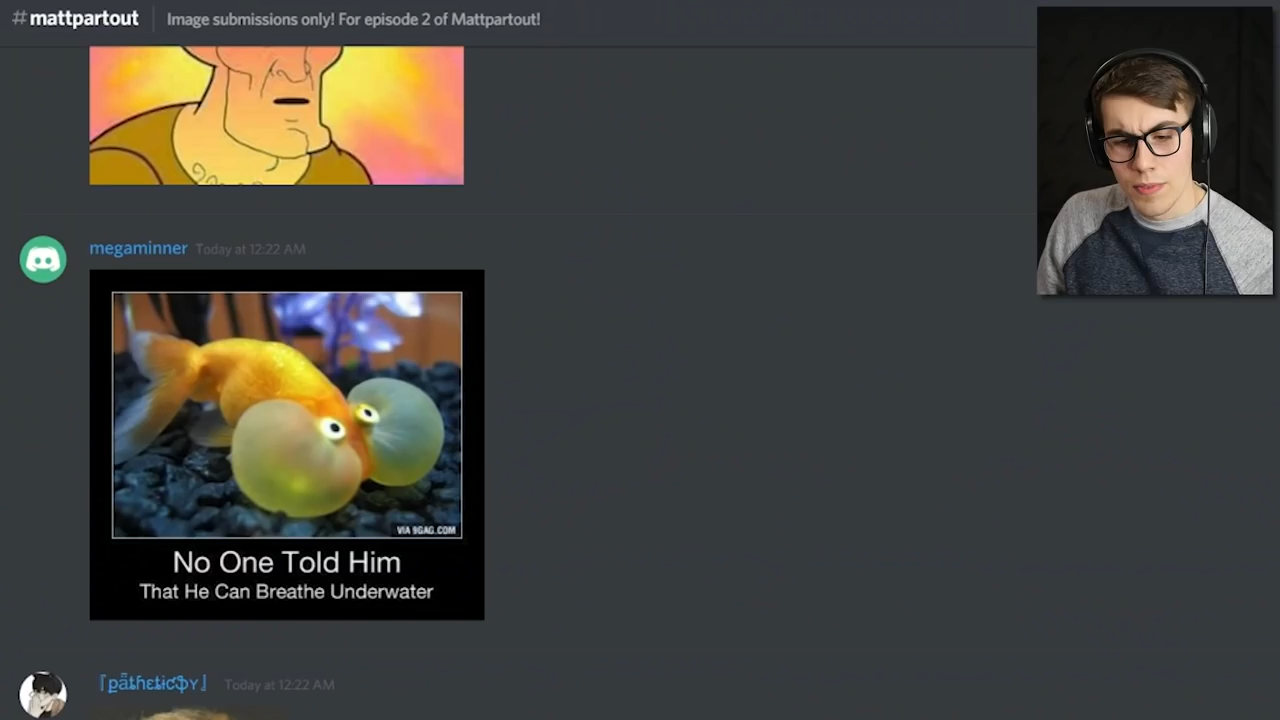 #mattpartout Image submissions only! For episode 2 of Mattpartout!
megaminner Today at 12:22 AM
VIA 9GAG.COM
No One Told Him
That He Can Breathe Underwater
Today at 12:22 AM